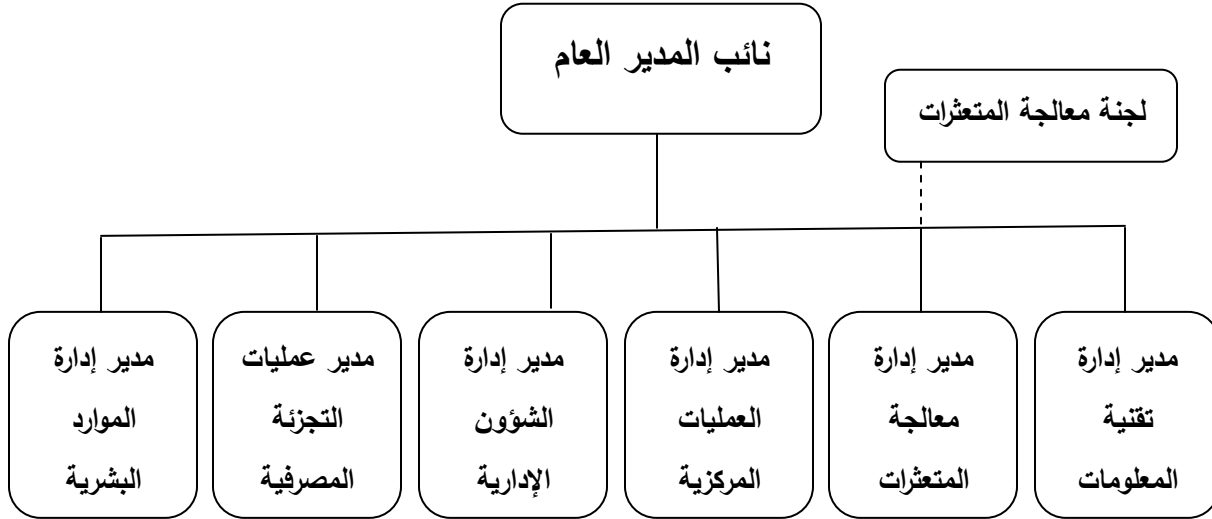 نائب المدير العام
لجنة معالجة المتعثرات
مدير إدارة
تقنية
المعلومات
مدير إدارة
معالجة
المتعثرات
مدير إدارة
العمليات
المركزية
مدير إدارة
الشؤون
الإدارية
مدير عمليات
التجزئة
المصرفية
مدير إدارة
الموارد
البشرية